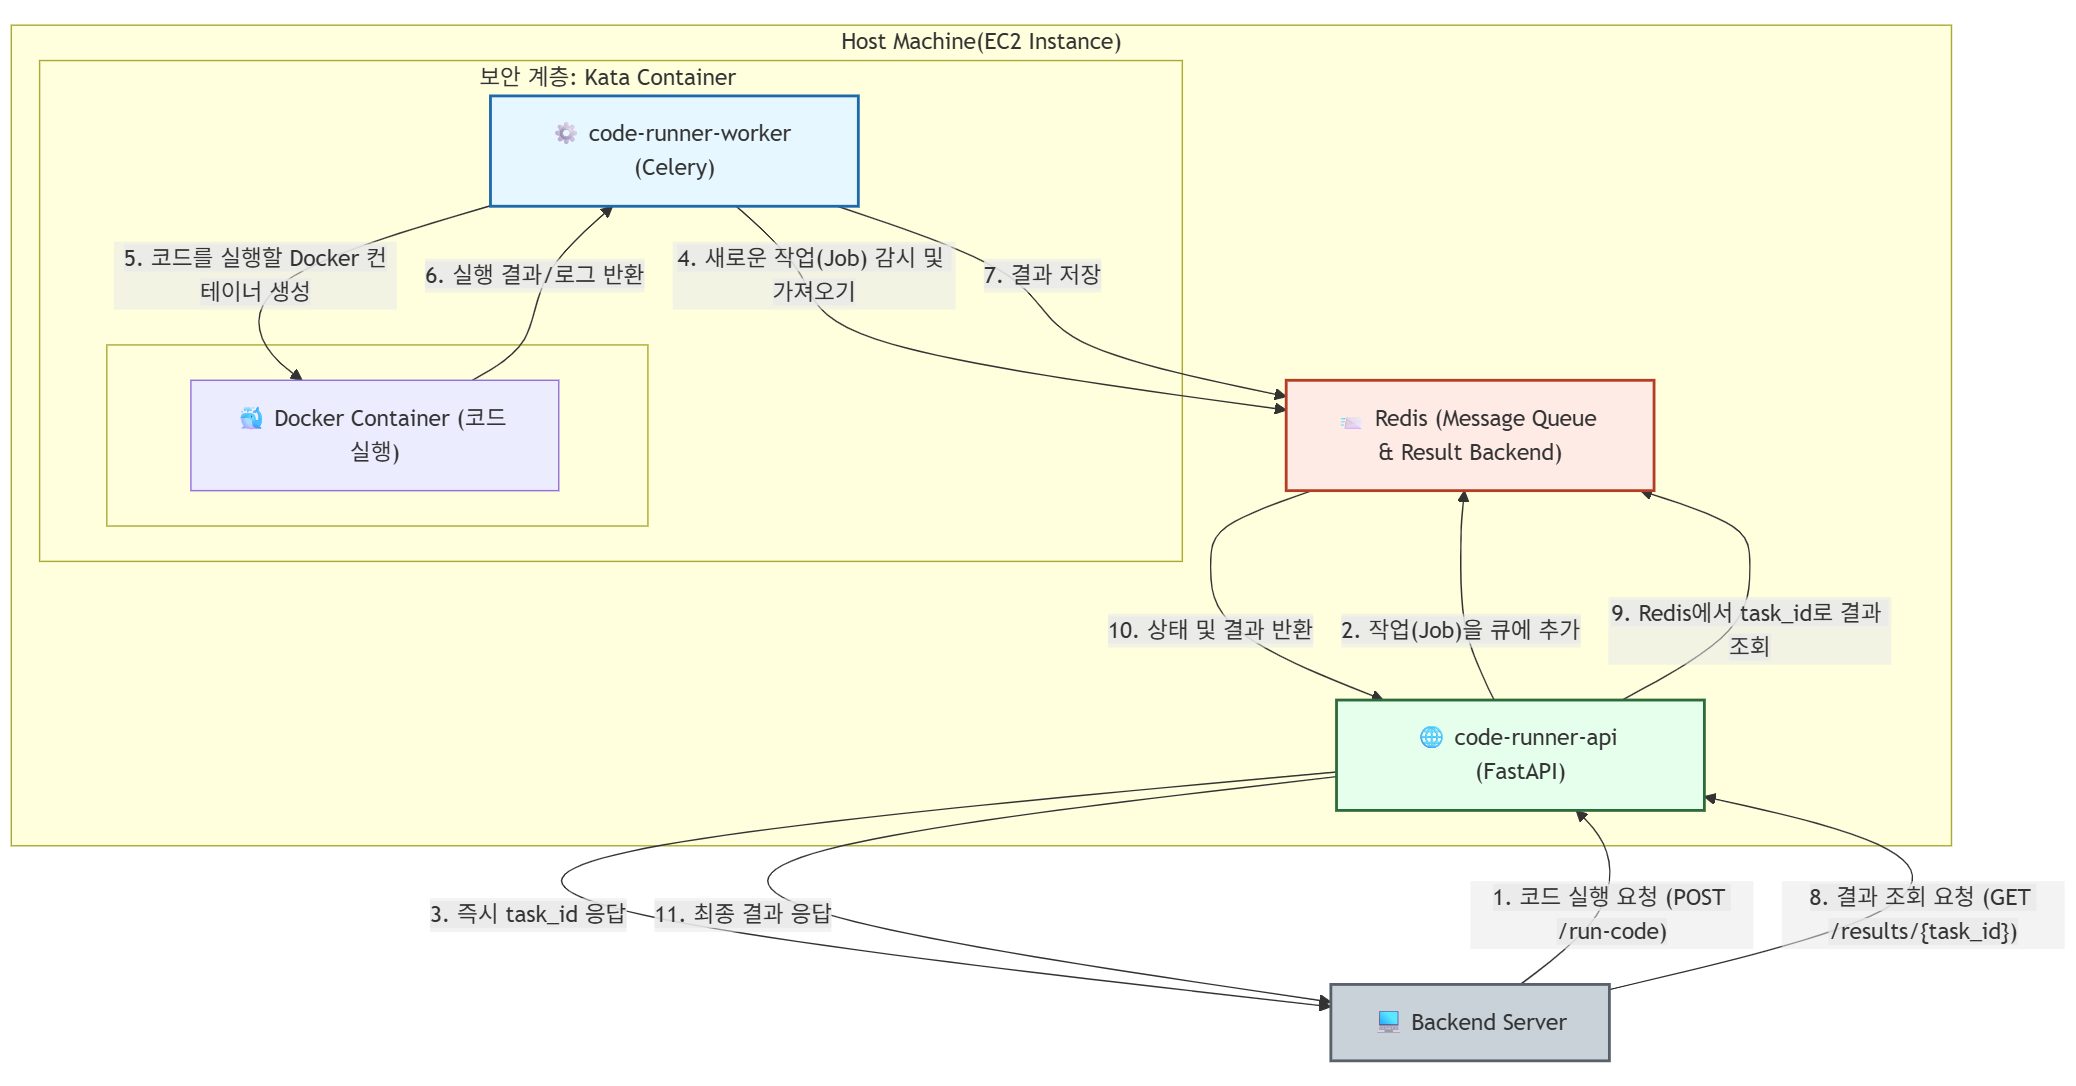 Host Machine(EC2 Instance)
보안 계층: Kata Container
code-runner-worker
(Celery)
5. 코드를 실행할 Docker 컨
테이너 생성
6. 실행 결과/로그 반환
4. 새로운 작업(Job) 감시 및
가져오기
7. 결과 저장
Docker Container (코드
실행)
Redis (Message Queue
& Result Backend)
10. 상태 및 결과 반환
2. 작업(Job)을 큐에 추가
9. Redis에서 task_id로 결과
조회
code-runner-api
(FastAPI)
3. 즉시 task_id 응답
11. 최종 결과 응답
1. 코드 실행 요청 (POST
/run-code)
8. 결과 조회 요청 (GET
/results/{task_id})
Backend Server